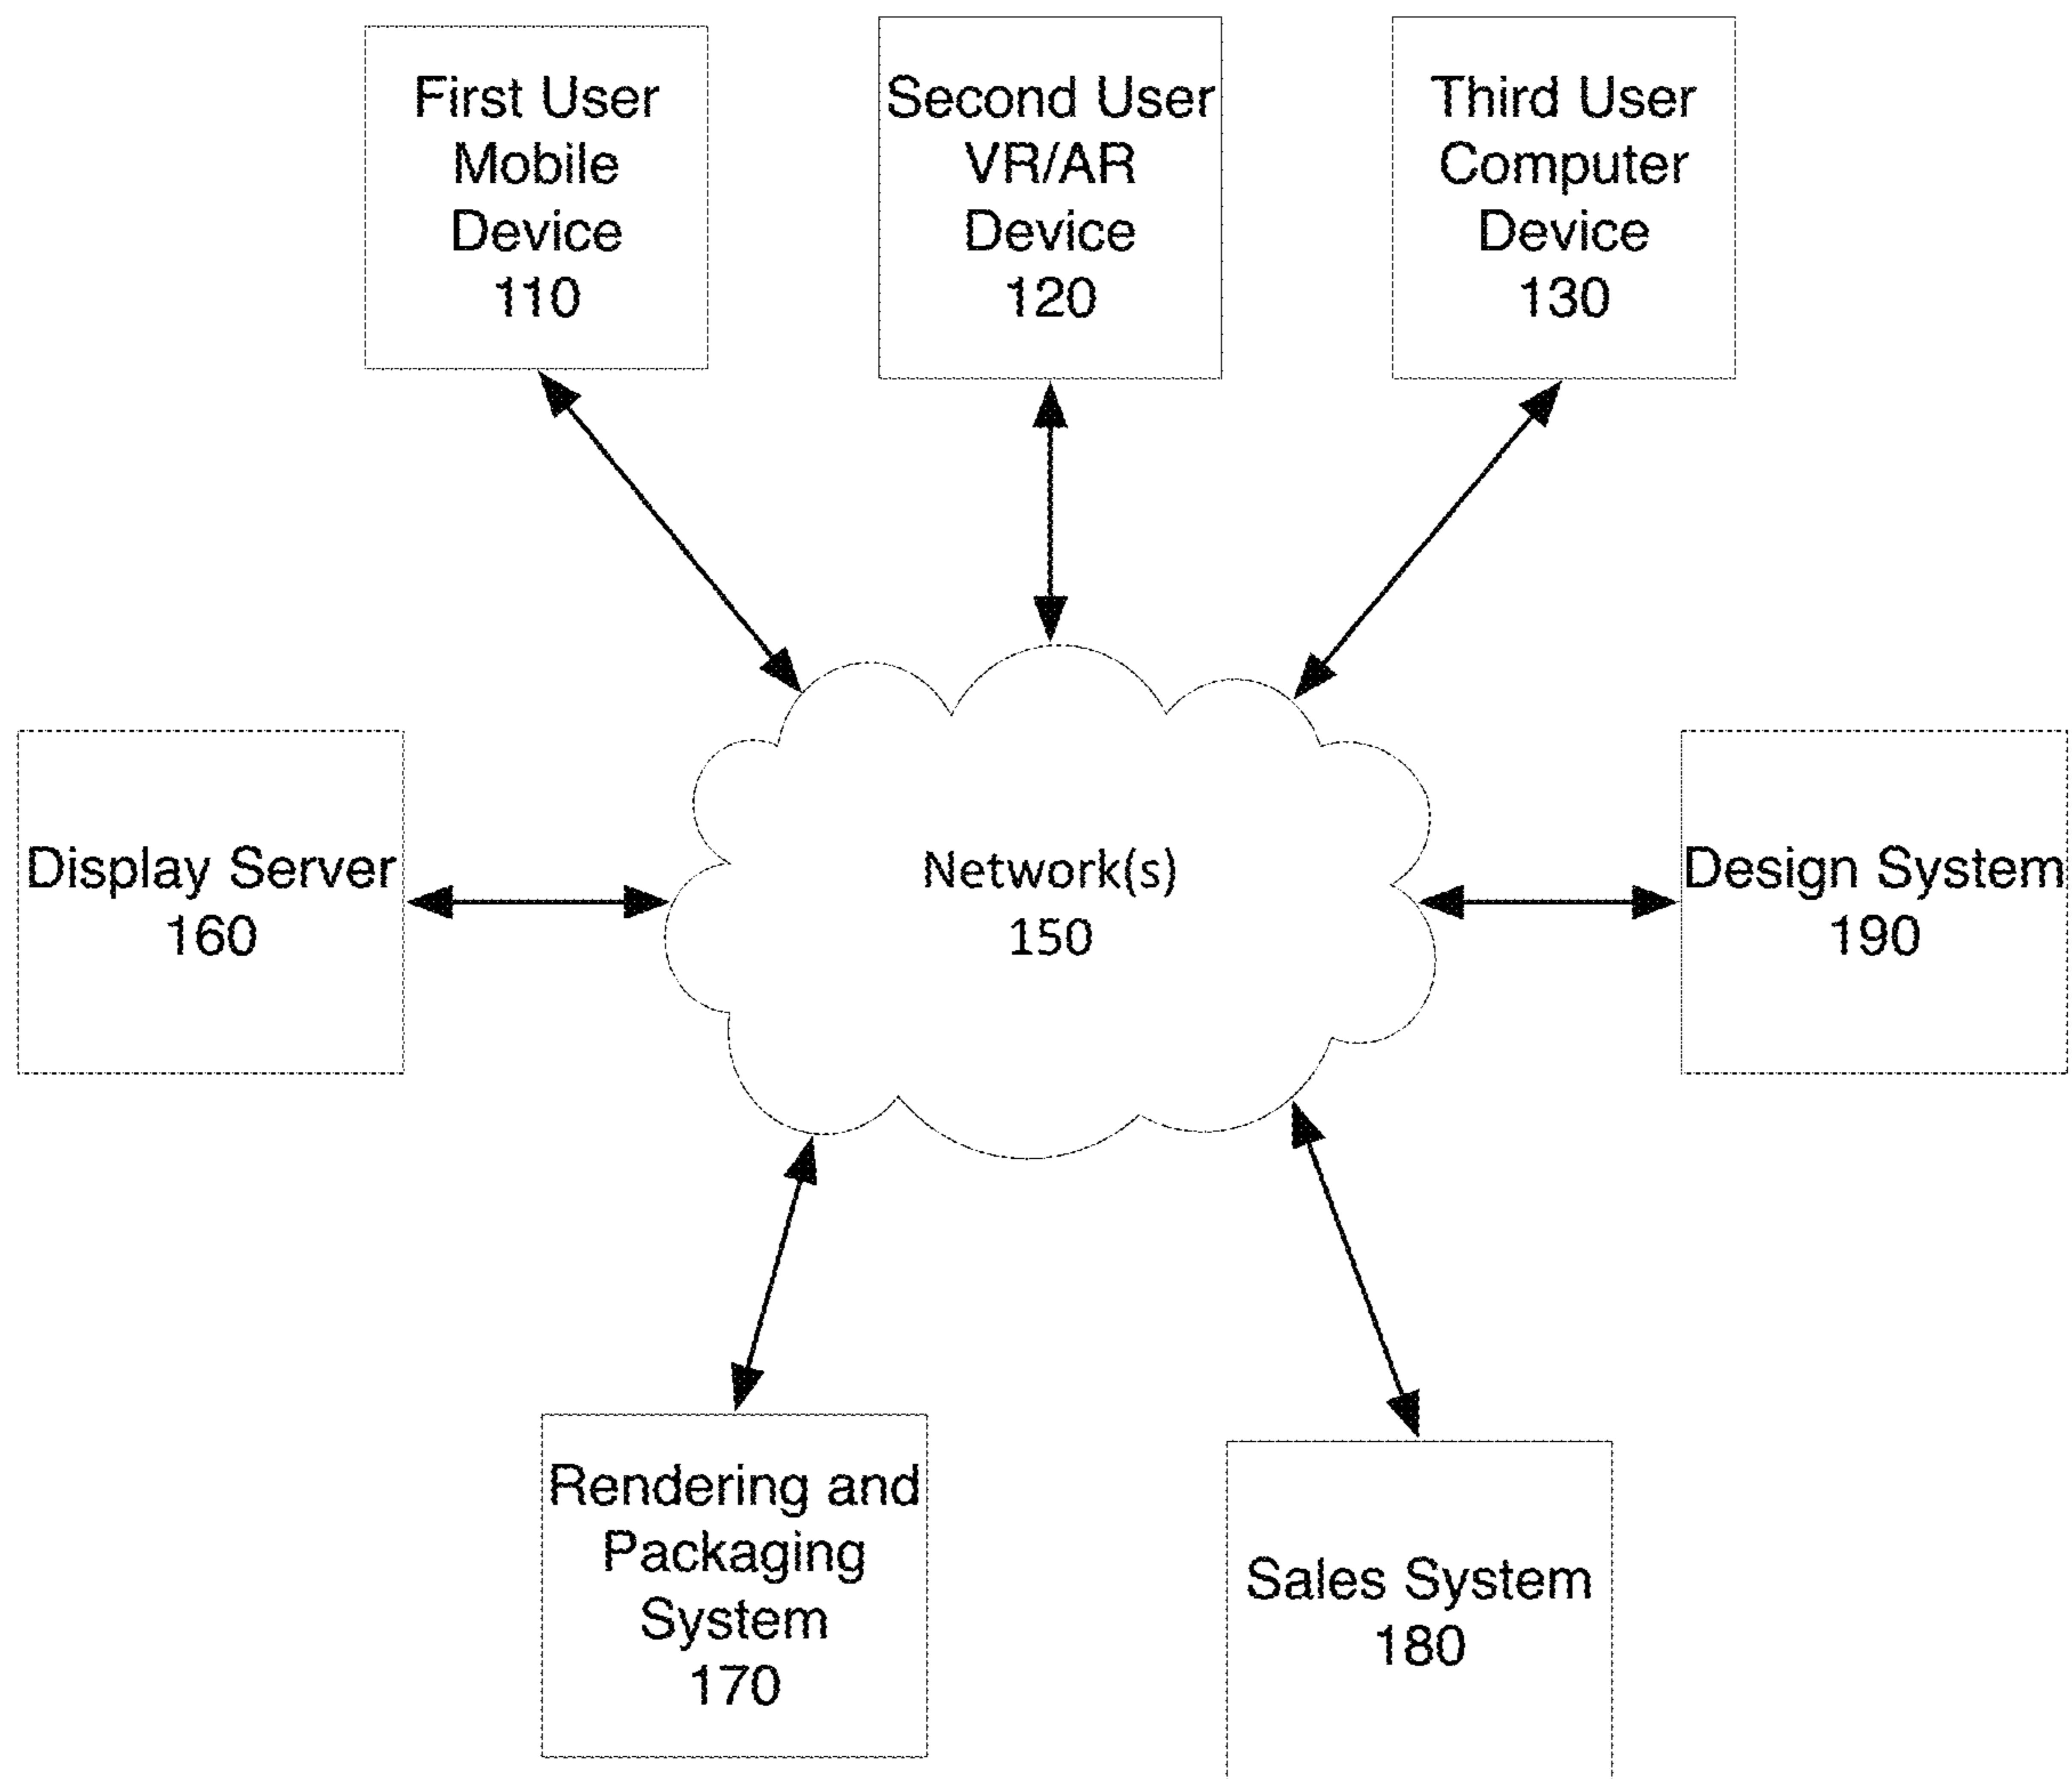 First User
Mobile
Device
110
Second User
VR/AR
Device
120
Third User
Computer
Device
130
Display Server
160
Network(s)
150
Design System
190
Rendering and
Packaging
System
170
Sales System
180